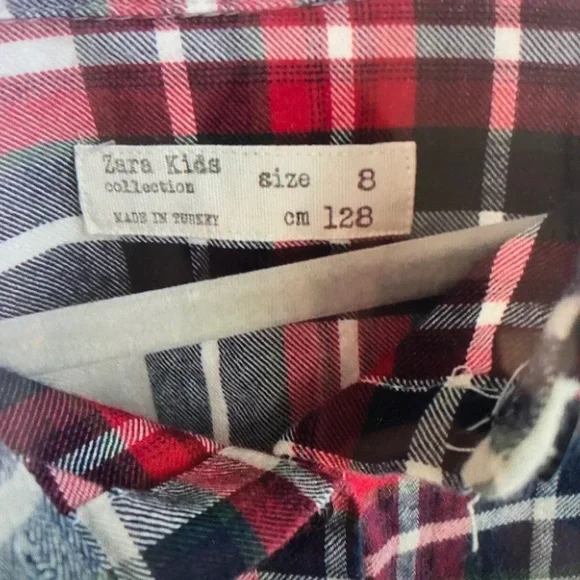 Zara Kids
collection
size 8
MADE IN TURKEY
cm 128